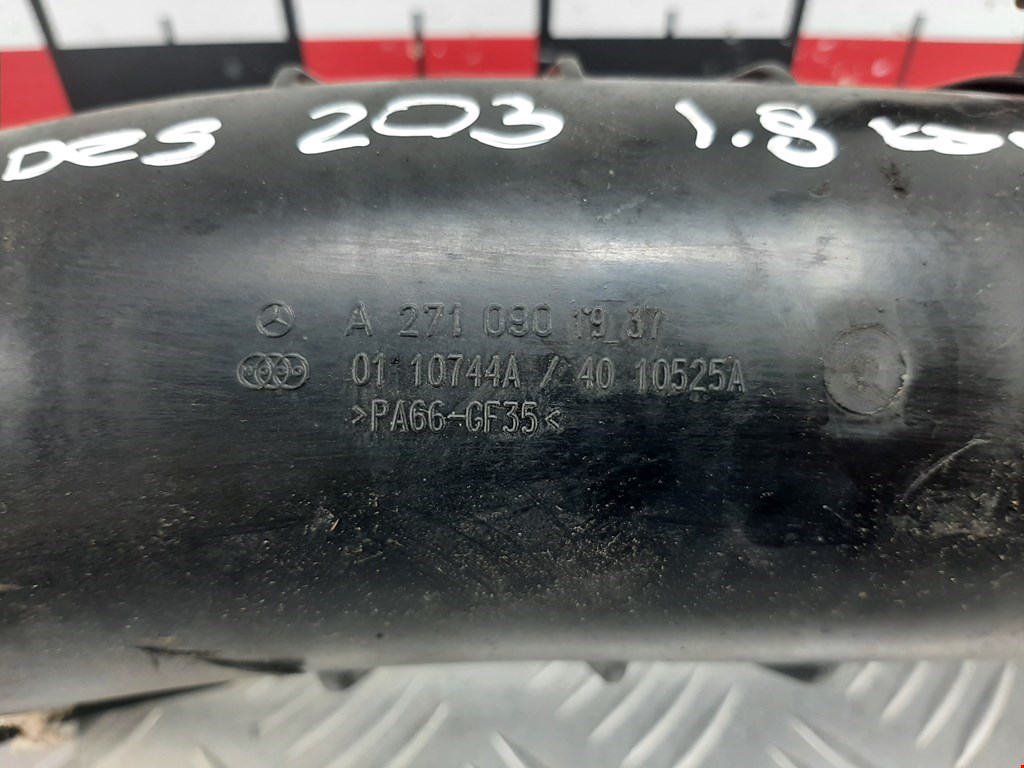 DES 203 1.8
A 271 090 19 37
01 10744A / 40 10525A
>PA66-GF35<